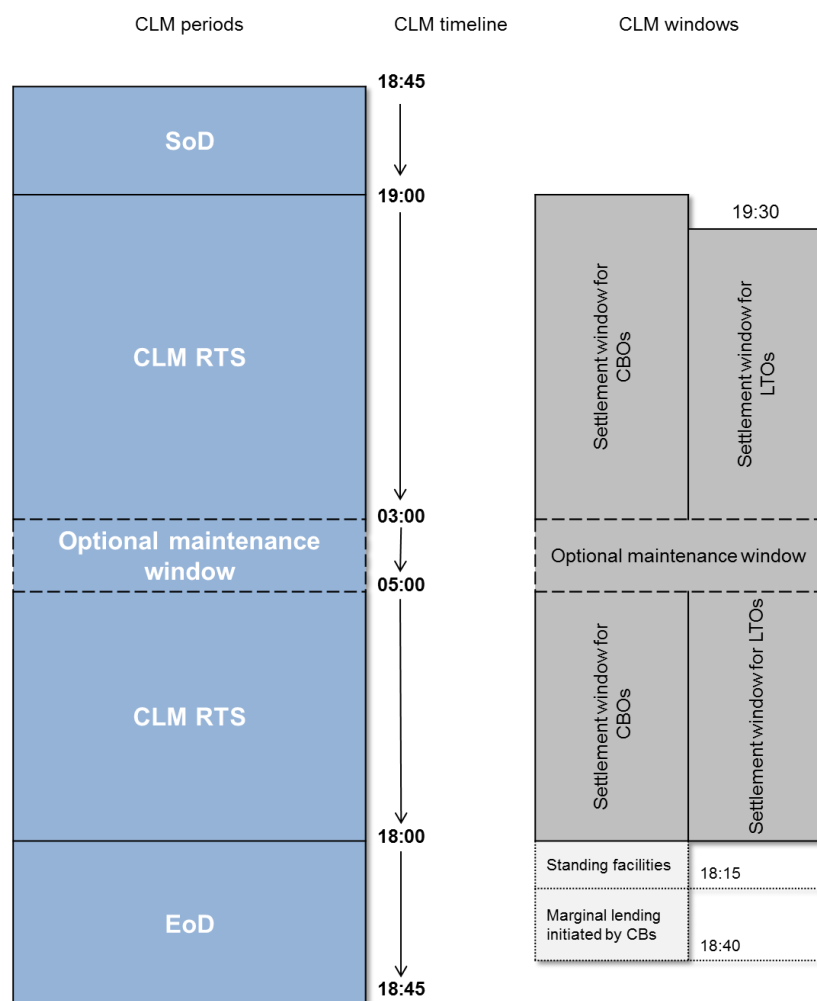 CLM periods
CLM timeline
CLM windows
18:45
SoD
19:00
19:30
CLM RTS
Settlement window for
CBOs
Settlement window for
LTOs
03:00
Optional maintenance
window
Optional maintenance window
05:00
CLM RTS
Settlement window for
CBOs
Settlement window for LTOs
18:00
Standing facilities
18:15
EoD
Marginal lending
initiated by CBs
18:40
18:45